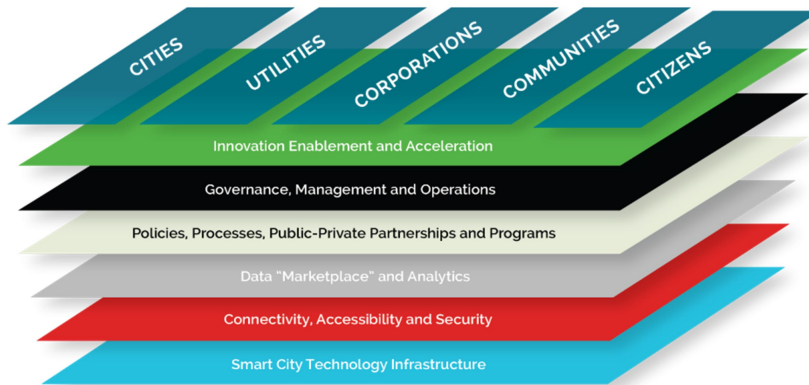 CITIES
UTILITIES
CORPORATIONS
COMMUNITIES
CITIZENS
Innovation Enablement and Acceleration
Governance, Management and Operations
Policies, Processes, Public-Private Partnerships and Programs
Data "Marketplace" and Analytics
Connectivity, Accessibility and Security
Smart City Technology Infrastructure